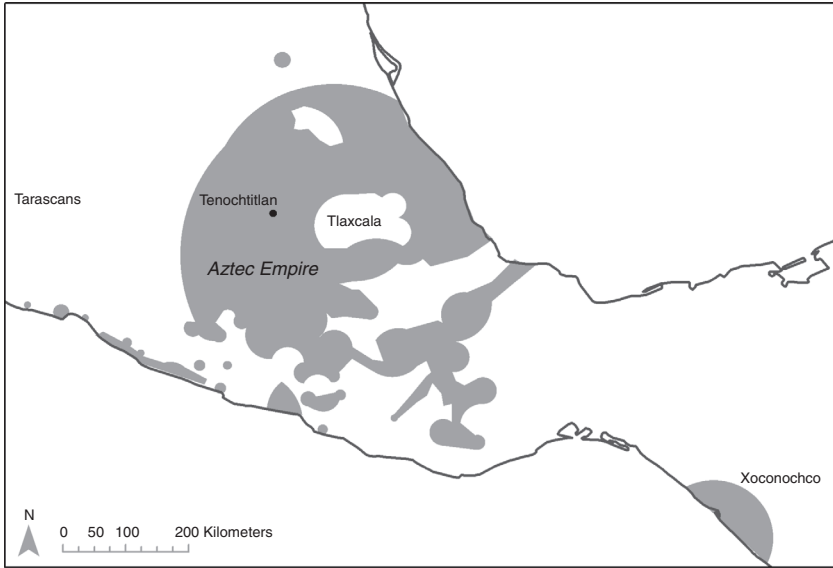 Tarascans
Tenochtitlan
Tlaxcala
Aztec Empire
Xoconochco
N
0 50 100 200 Kilometers